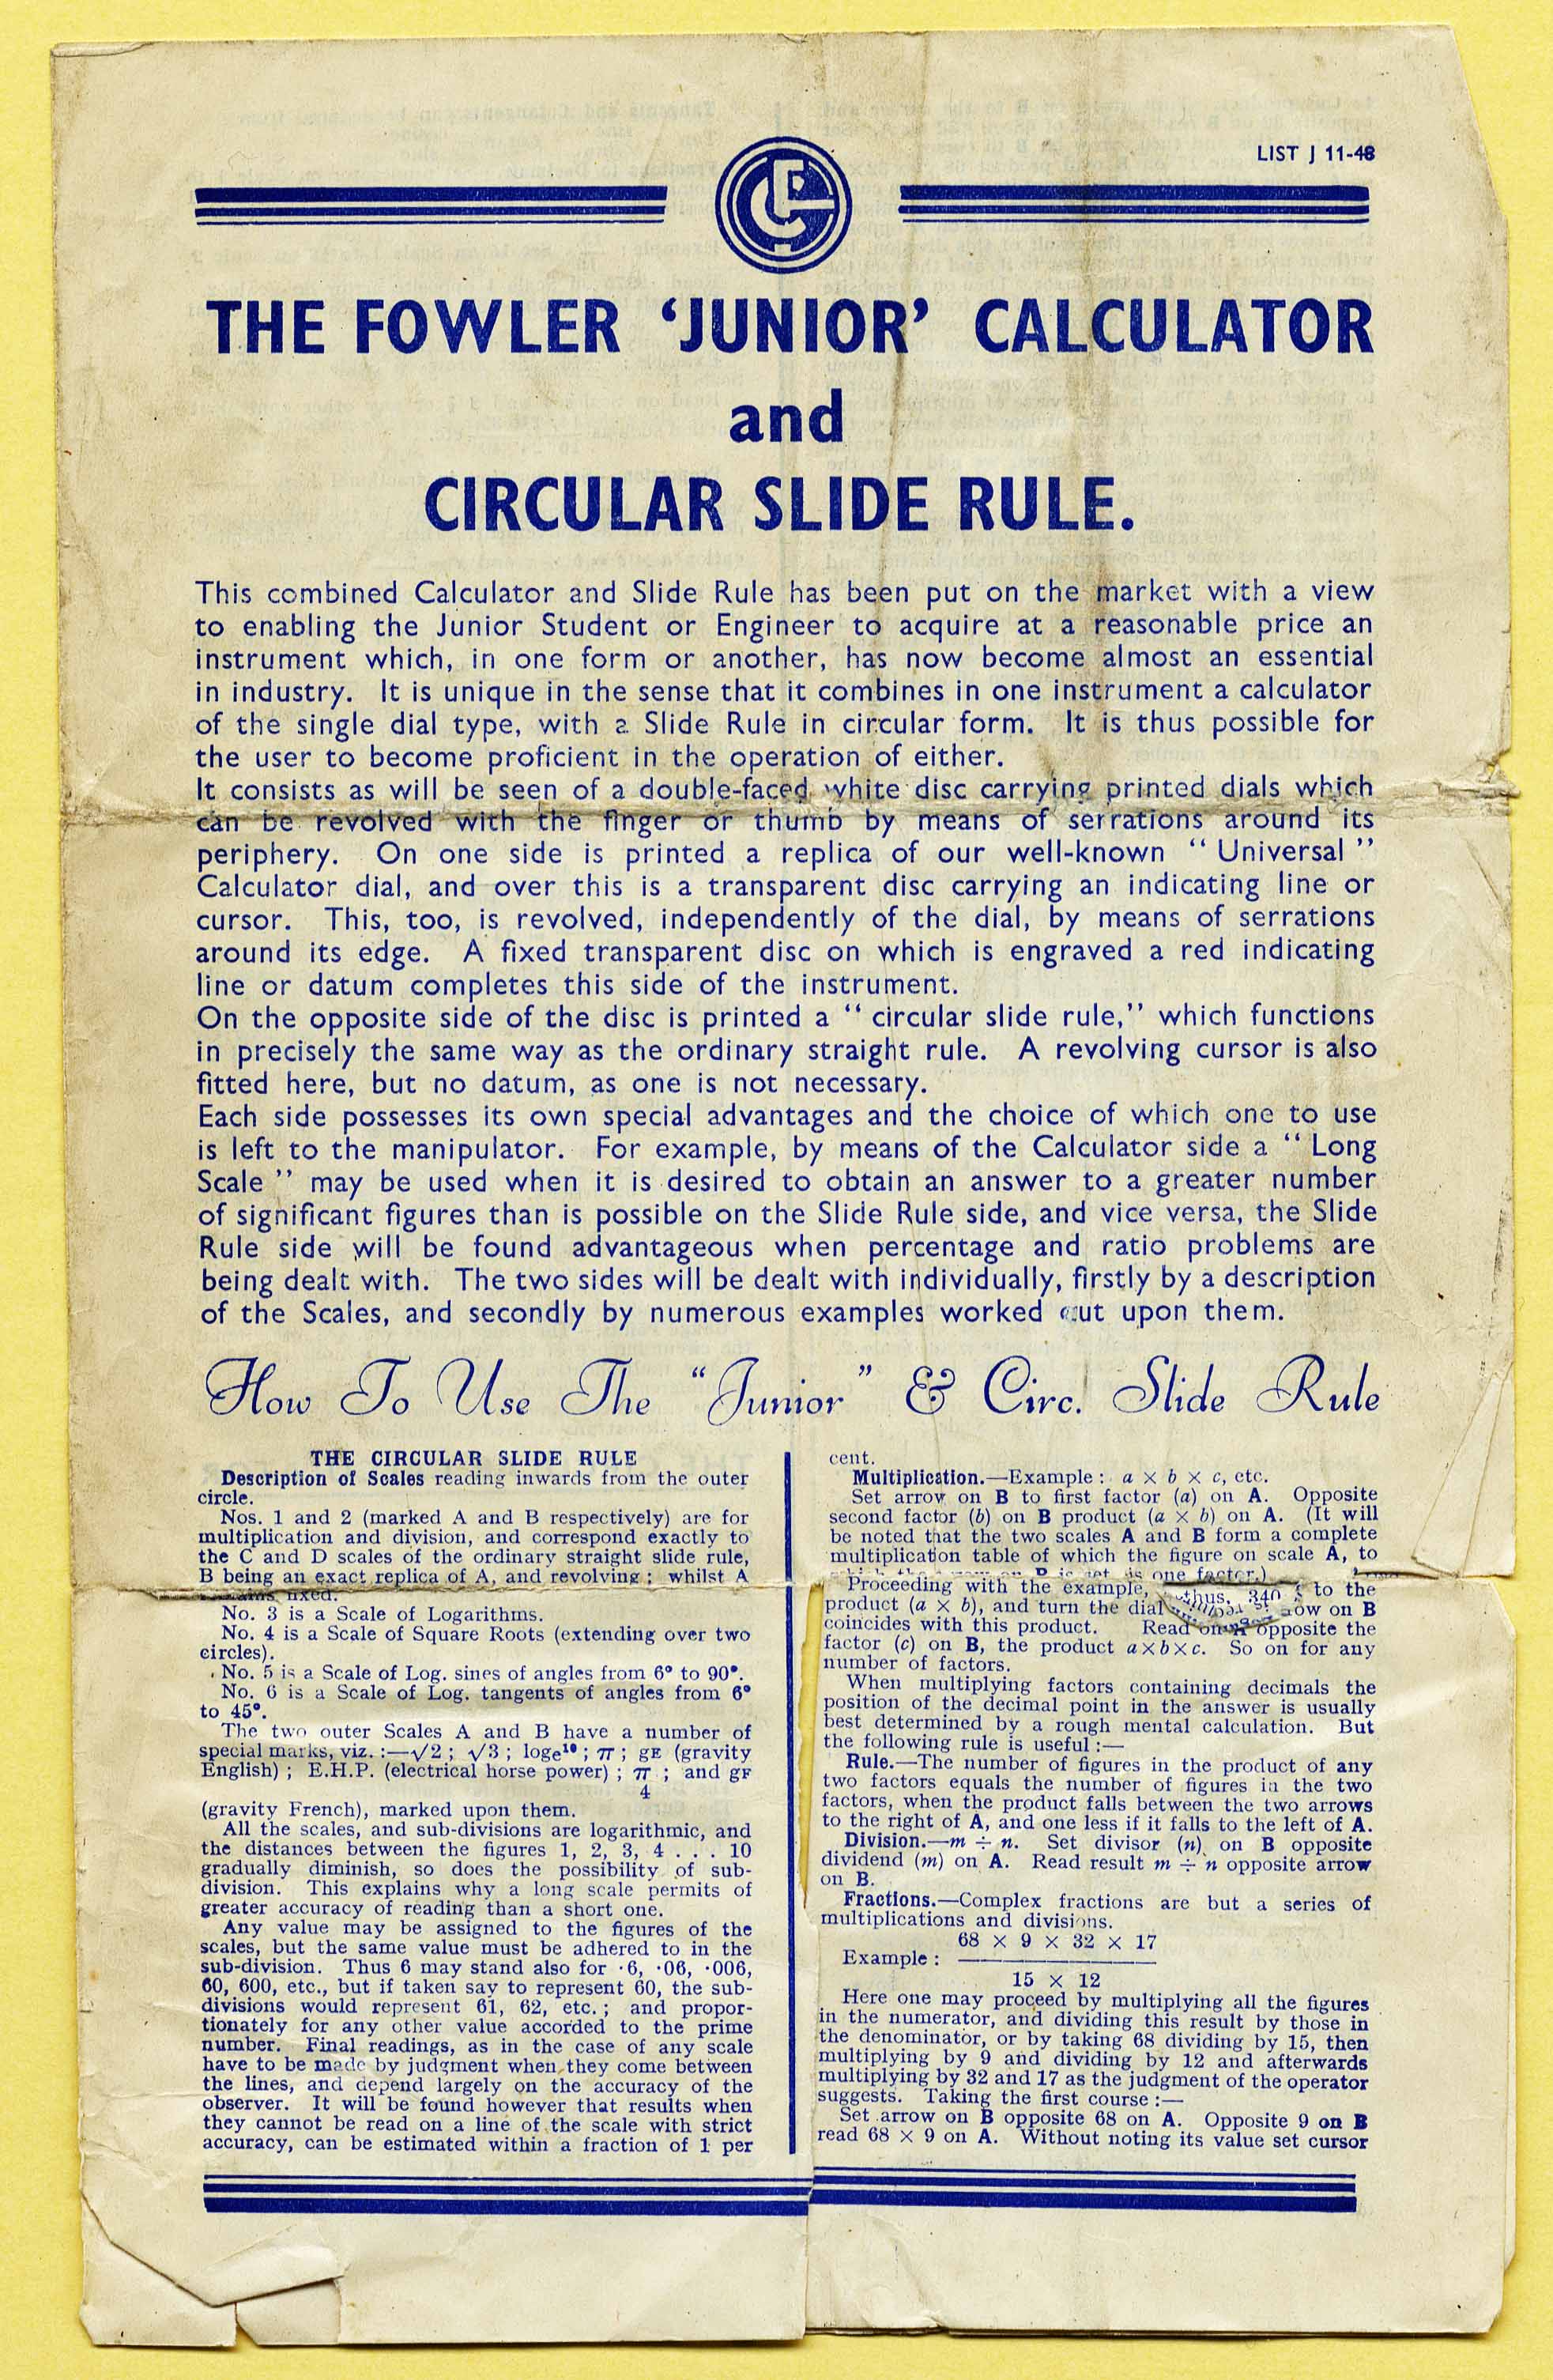 LIST J 11-48
THE FOWLER ‘JUNIOR’ CALCULATOR
and
CIRCULAR SLIDE RULE.
This combined Calculator and Slide Rule has been put on the market with a view
to enabling the Junior Student or Engineer to acquire at a reasonable price an
instrument which, in one form or another, has now become almost an essential
in industry. It is unique in the sense that it combines in one instrument a calculator
of the single dial type, with a Slide Rule in circular form. It is thus possible for
the user to become proficient in the operation of either.
It consists as will be seen of a double-faced white disc carrying printed dials which
can be revolved with the finger or thumb by means of serrations around its
periphery. On one side is printed a replica of our well-known “ Universal ”
Calculator dial, and over this is a transparent disc carrying an indicating line or
cursor. This, too, is revolved, independently of the dial, by means of serrations
around its edge. A fixed transparent disc on which is engraved a red indicating
line or datum completes this side of the instrument.
On the opposite side of the disc is printed a “ circular slide rule,” which functions
in precisely the same way as the ordinary straight rule. A revolving cursor is also
fitted here, but no datum, as one is not necessary.
Each side possesses its own special advantages and the choice of which one to use
is left to the manipulator. For example, by means of the Calculator side a “ Long
Scale ” may be used when it is desired to obtain an answer to a greater number
of significant figures than is possible on the Slide Rule side, and vice versa, the Slide
Rule side will be found advantageous when percentage and ratio problems are
being dealt with. The two sides will be dealt with individually, firstly by a description
of the Scales, and secondly by numerous examples worked out upon them.
How To Use The “Junior” & Circ. Slide Rule
THE CIRCULAR SLIDE RULE
Description of Scales reading inwards from the outer
circle.
Nos. 1 and 2 (marked A and B respectively) are for
multiplication and division, and correspond exactly to
the C and D scales of the ordinary straight slide rule,
B being an exact replica of A, and revolving ; whilst A
fixed.
No. 3 is a Scale of Logarithms.
No. 4 is a Scale of Square Roots (extending over two
circles).
No. 5 is a Scale of Log. sines of angles from 6° to 90°.
No. 6 is a Scale of Log. tangents of angles from 6°
to 45°.
The two outer Scales A and B have a number of
special marks, viz. :—√2 ; √3 ; loge¹⁰ ; π ; gE (gravity
English) ; E.H.P. (electrical horse power) ; π ; and gF
4
(gravity French), marked upon them.
All the scales, and sub-divisions are logarithmic, and
the distances between the figures 1, 2, 3, 4 . . . 10
gradually diminish, so does the possibility of sub-
division. This explains why a long scale permits of
greater accuracy of reading than a short one.
Any value may be assigned to the figures of the
scales, but the same value must be adhered to in the
sub-division. Thus 6 may stand also for ·6, ·06, ·006,
60, 600, etc., but if taken say to represent 60, the sub-
divisions would represent 61, 62, etc. ; and propor-
tionately for any other value accorded to the prime
number. Final readings, as in the case of any scale
have to be made by judgment when they come between
the lines, and depend largely on the accuracy of the
observer. It will be found however that results when
they cannot be read on a line of the scale with strict
accuracy, can be estimated within a fraction of 1 per
cent.
Multiplication.—Example : a × b × c, etc.
Set arrow on B to first factor (a) on A. Opposite
second factor (b) on B product (a × b) on A. (It will
be noted that the two scales A and B form a complete
multiplication table of which the figure on scale A, to
B is set is one factor.)
Proceeding with the example, thus, 340 to the
product (a × b), and turn the dial on B
coincides with this product. Read opposite the
factor (c) on B, the product a×b×c. So on for any
number of factors.
When multiplying factors containing decimals the
position of the decimal point in the answer is usually
best determined by a rough mental calculation. But
the following rule is useful :—
Rule.—The number of figures in the product of any
two factors equals the number of figures in the two
factors, when the product falls between the two arrows
to the right of A, and one less if it falls to the left of A.
Division.—m ÷ n. Set divisor (n) on B opposite
dividend (m) on A. Read result m ÷ n opposite arrow
on B.
Fractions.—Complex fractions are but a series of
multiplications and divisions.
68 × 9 × 32 × 17
Example :
15 × 12
Here one may proceed by multiplying all the figures
in the numerator, and dividing this result by those in
the denominator, or by taking 68 dividing by 15, then
multiplying by 9 and dividing by 12 and afterwards
multiplying by 32 and 17 as the judgment of the operator
suggests. Taking the first course :—
Set arrow on B opposite 68 on A. Opposite 9 on B
read 68 × 9 on A. Without noting its value set cursor